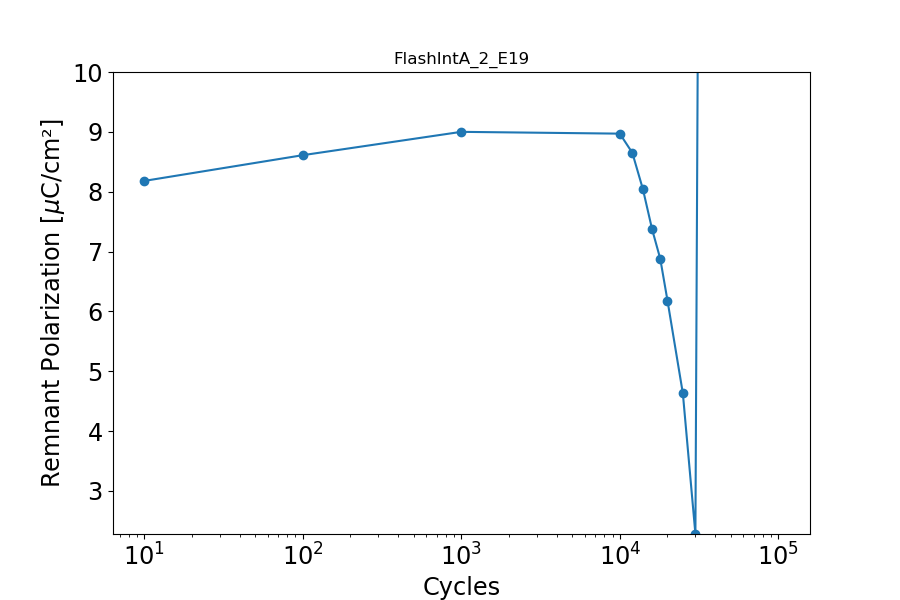 FlashIntA_2_E19
Remnant Polarization [μC/cm²]
10
9
8
7
6
5
4
3
10¹ 10² 10³ 10⁴ 10⁵
Cycles